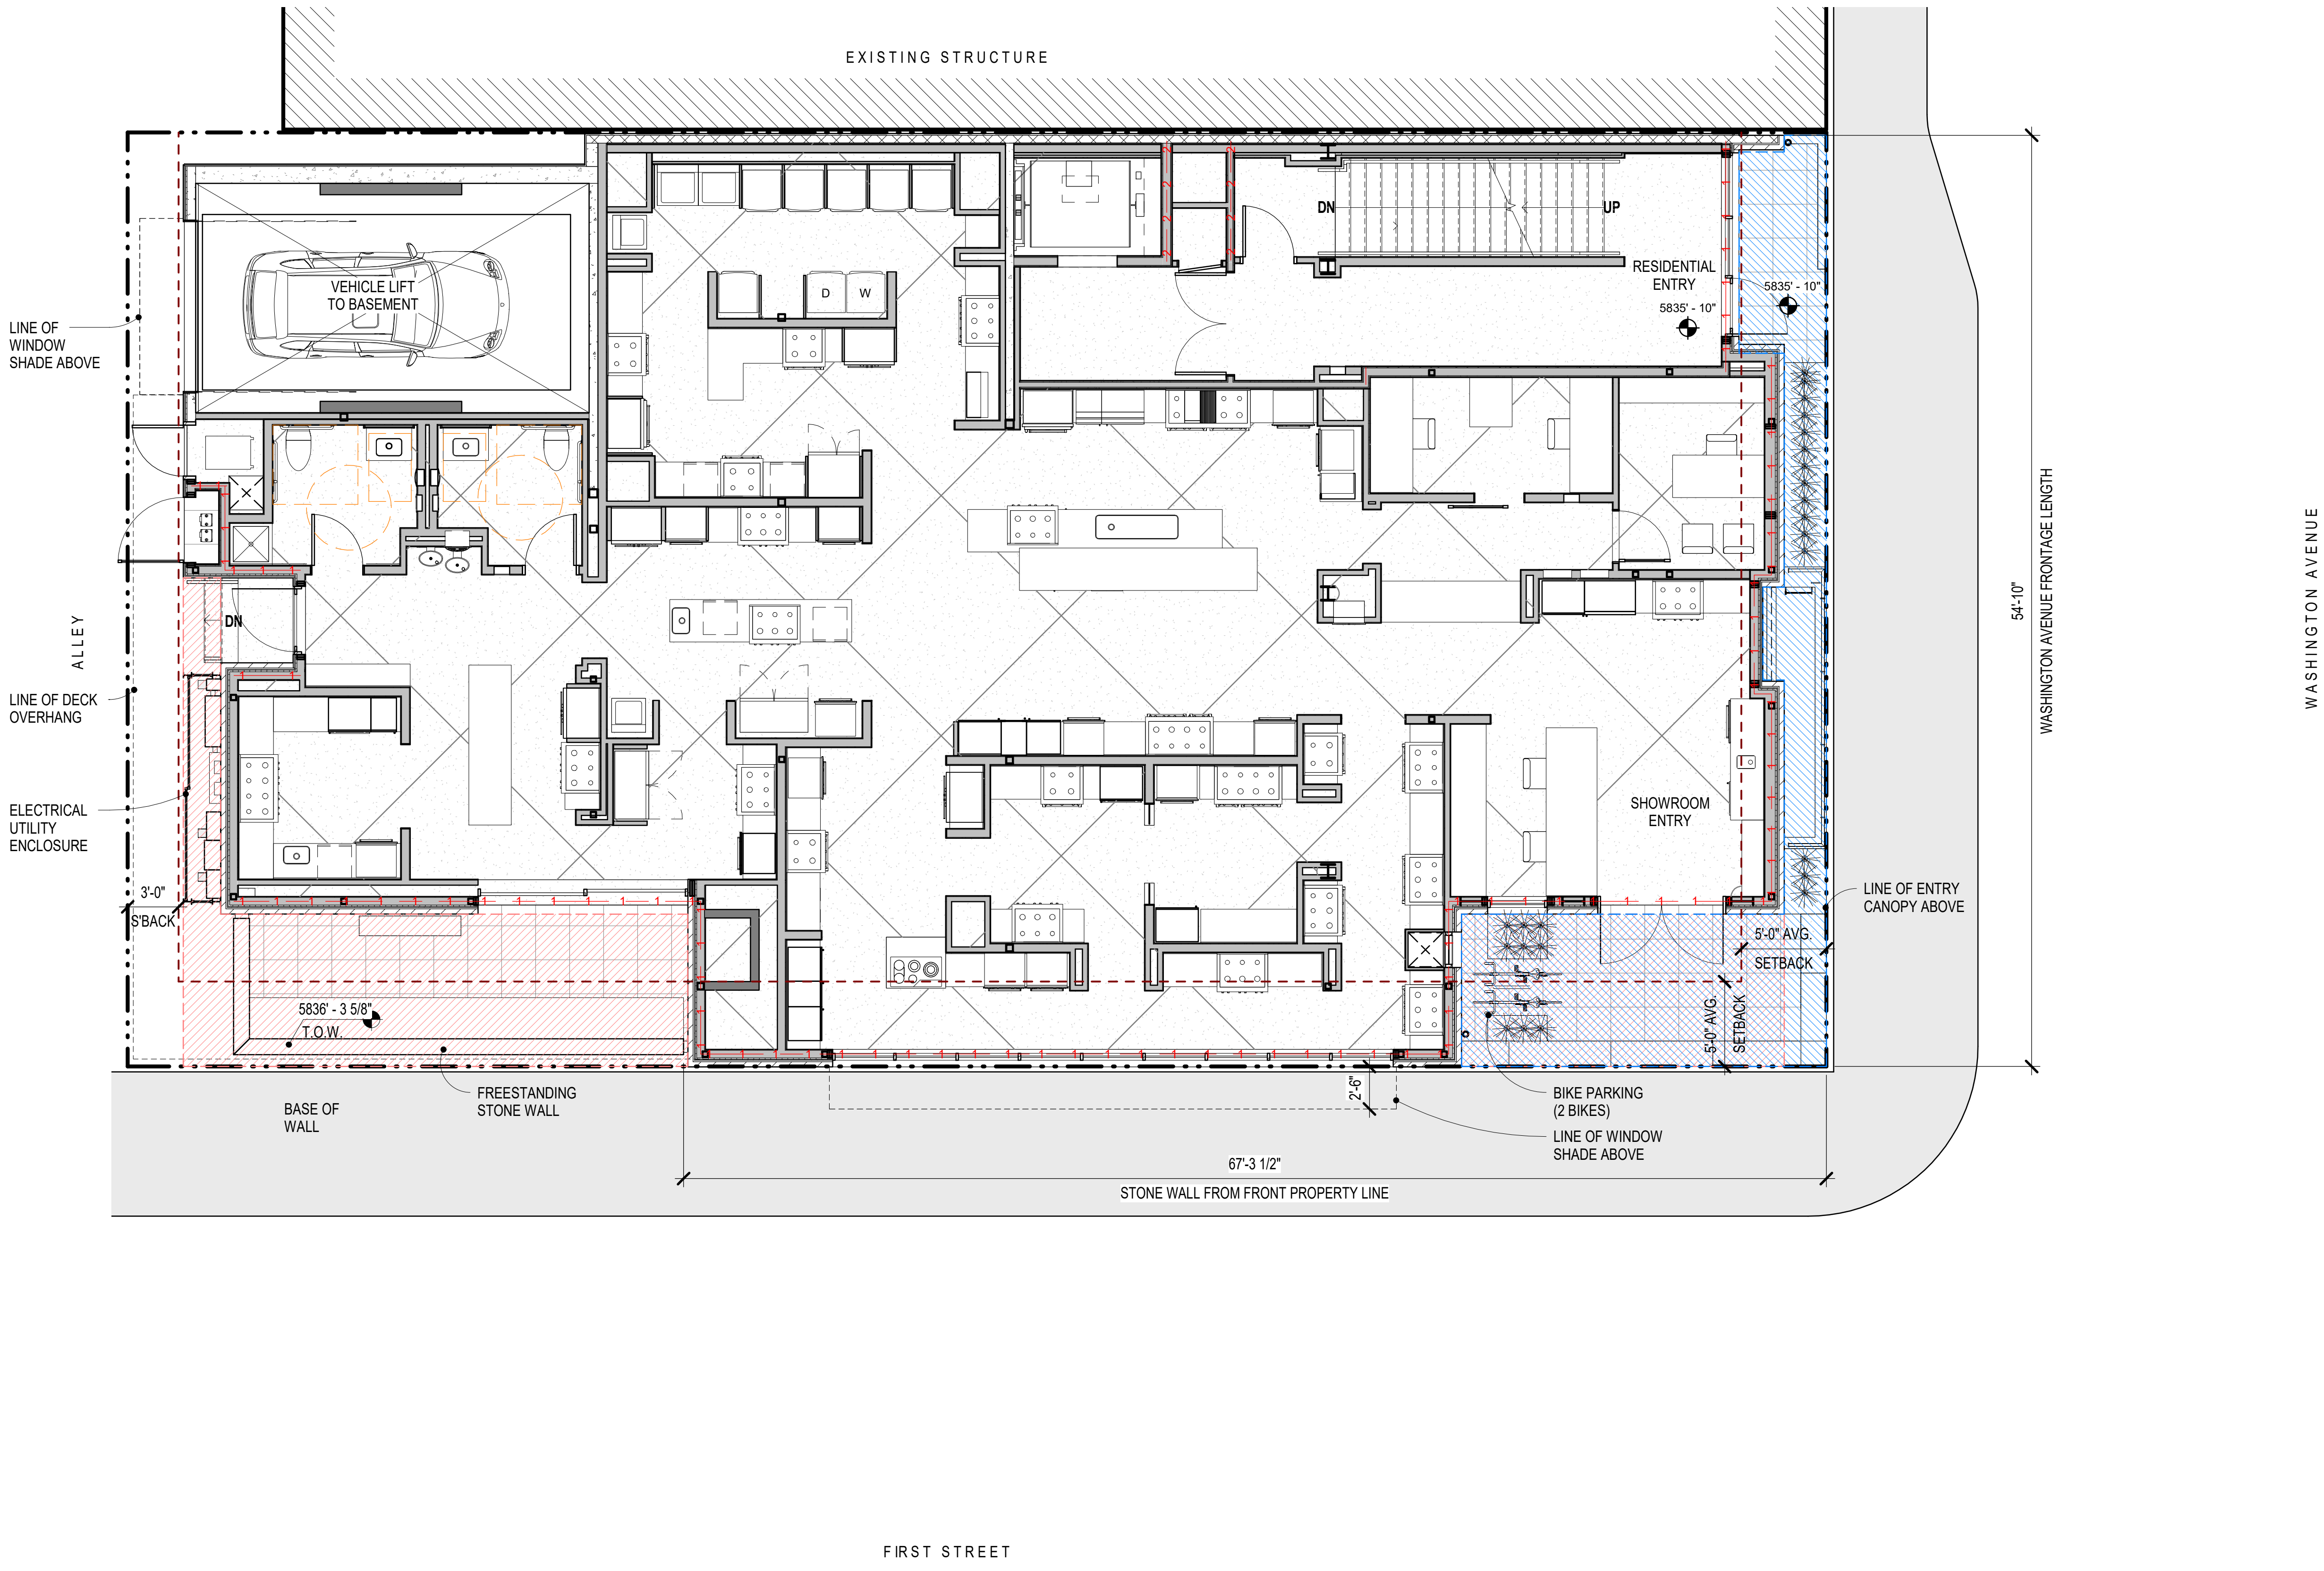 EXISTING STRUCTURE
DN
UP
RESIDENTIAL
ENTRY
5835' - 10"
5835' - 10"
VEHICLE LIFT
TO BASEMENT
D
W
LINE OF
WINDOW
SHADE ABOVE
ALLEY
DN
LINE OF DECK
OVERHANG
ELECTRICAL
UTILITY
ENCLOSURE
3'-0"
S'BACK
SHOWROOM
ENTRY
54'-10"
WASHINGTON AVENUE FRONTAGE LENGTH
WASHINGTON AVENUE
LINE OF ENTRY
CANOPY ABOVE
5'-0" AVG.
SETBACK
5'-0" AVG.
SETBACK
5836' - 3 5/8"
T.O.W.
BASE OF
WALL
FREESTANDING
STONE WALL
2'-6"
BIKE PARKING
(2 BIKES)
LINE OF WINDOW
SHADE ABOVE
67'-3 1/2"
STONE WALL FROM FRONT PROPERTY LINE
FIRST STREET